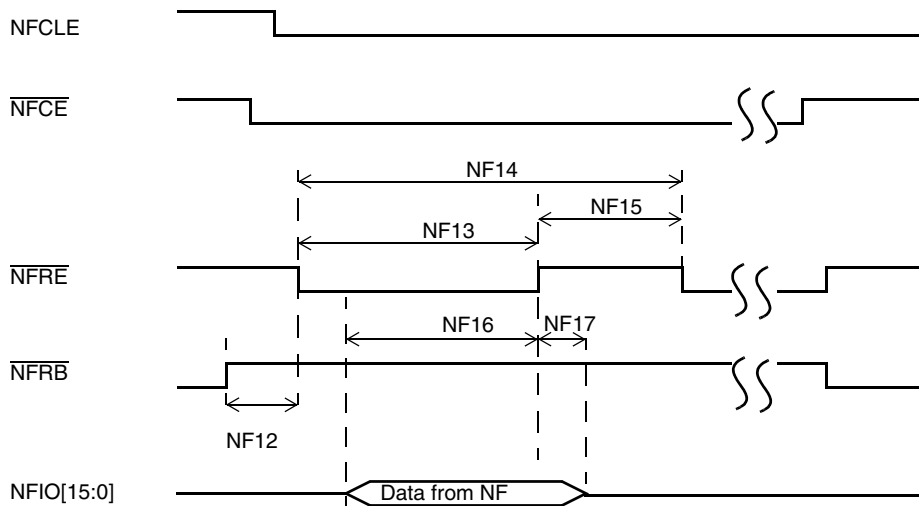 NFCLE
NFCE
NF14
NF15
NF13
NFRE
NF16
NF17
NFRB
NF12
NFIO[15:0]
Data from NF